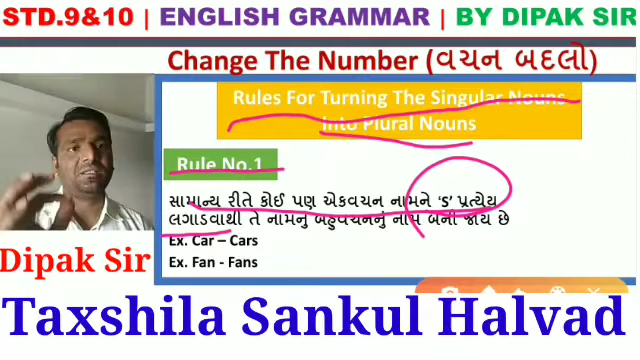 STD.9&10 | ENGLISH GRAMMAR | BY DIPAK SIR
Change The Number (વચન બદલો)
Rules For Turning The Singular Nouns
Into Plural Nouns
Rule No.1
સામાન્ય રીતે કોઈ પણ એકવચન નામને ‘S’ પ્રત્યેય
લગાડવાથી તે નામનું બહુવચનનું નામ બની જાય છે
Ex. Car – Cars
Ex. Fan - Fans
Dipak Sir
Taxshila Sankul Halvad